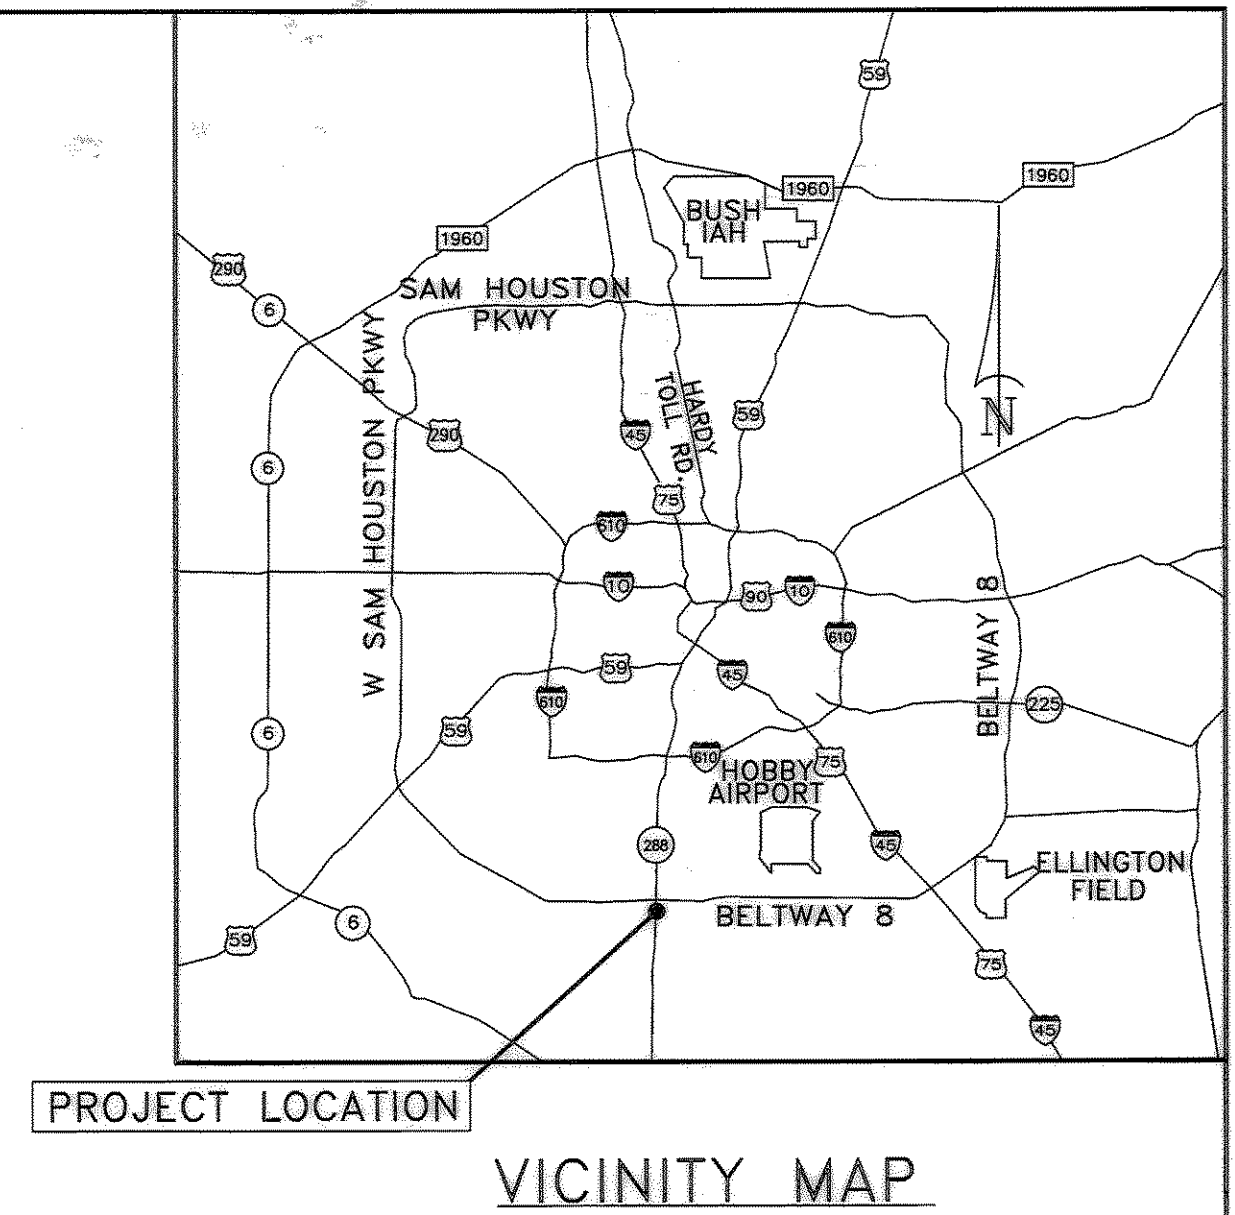 59
1960
1960
BUSH
IAH
1960
290
SAM HOUSTON
PKWY
6
W SAM HOUSTON PKWY
HARDY
TOLL RD.
59
N
290
45
6
75
610
10
90
10
BELTWAY 8
610
59
45
610
59
225
6
610
HOBBY
AIRPORT
75
288
45
ELLINGTON
FIELD
BELTWAY 8
6
59
75
45
PROJECT LOCATION
VICINITY MAP